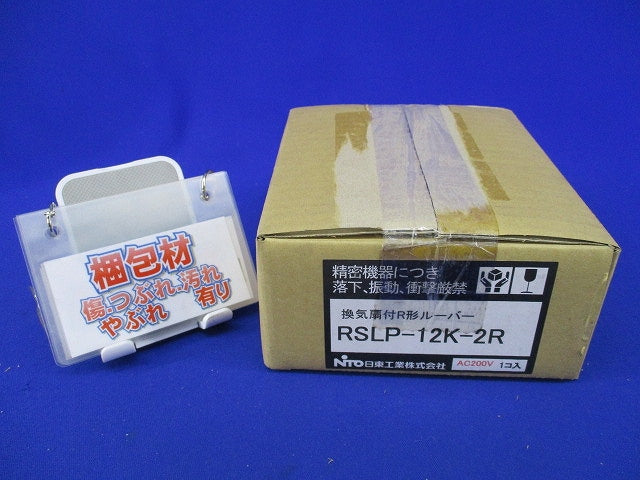 梱包材
傷・つぶれ・汚れ
やぶれ 有り
精密機器につき
落下、振動、衝撃厳禁
換気扇付R形ルーバー
RSLP-12K-2R
NITO 日東工業株式会社 AC200V 1コ入